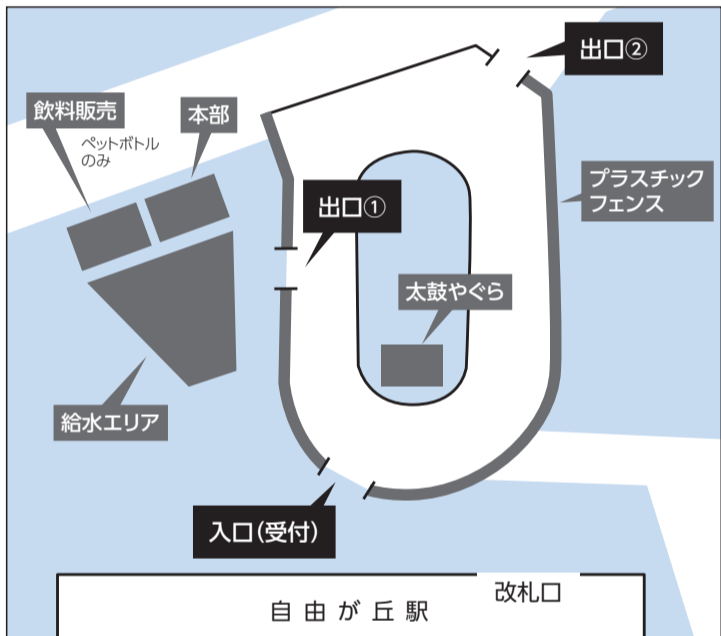 出口②
飲料販売
ペットボトル
のみ
本部
プラスチック
フェンス
出口①
太鼓やぐら
給水エリア
入口(受付)
改札口
自由が丘駅